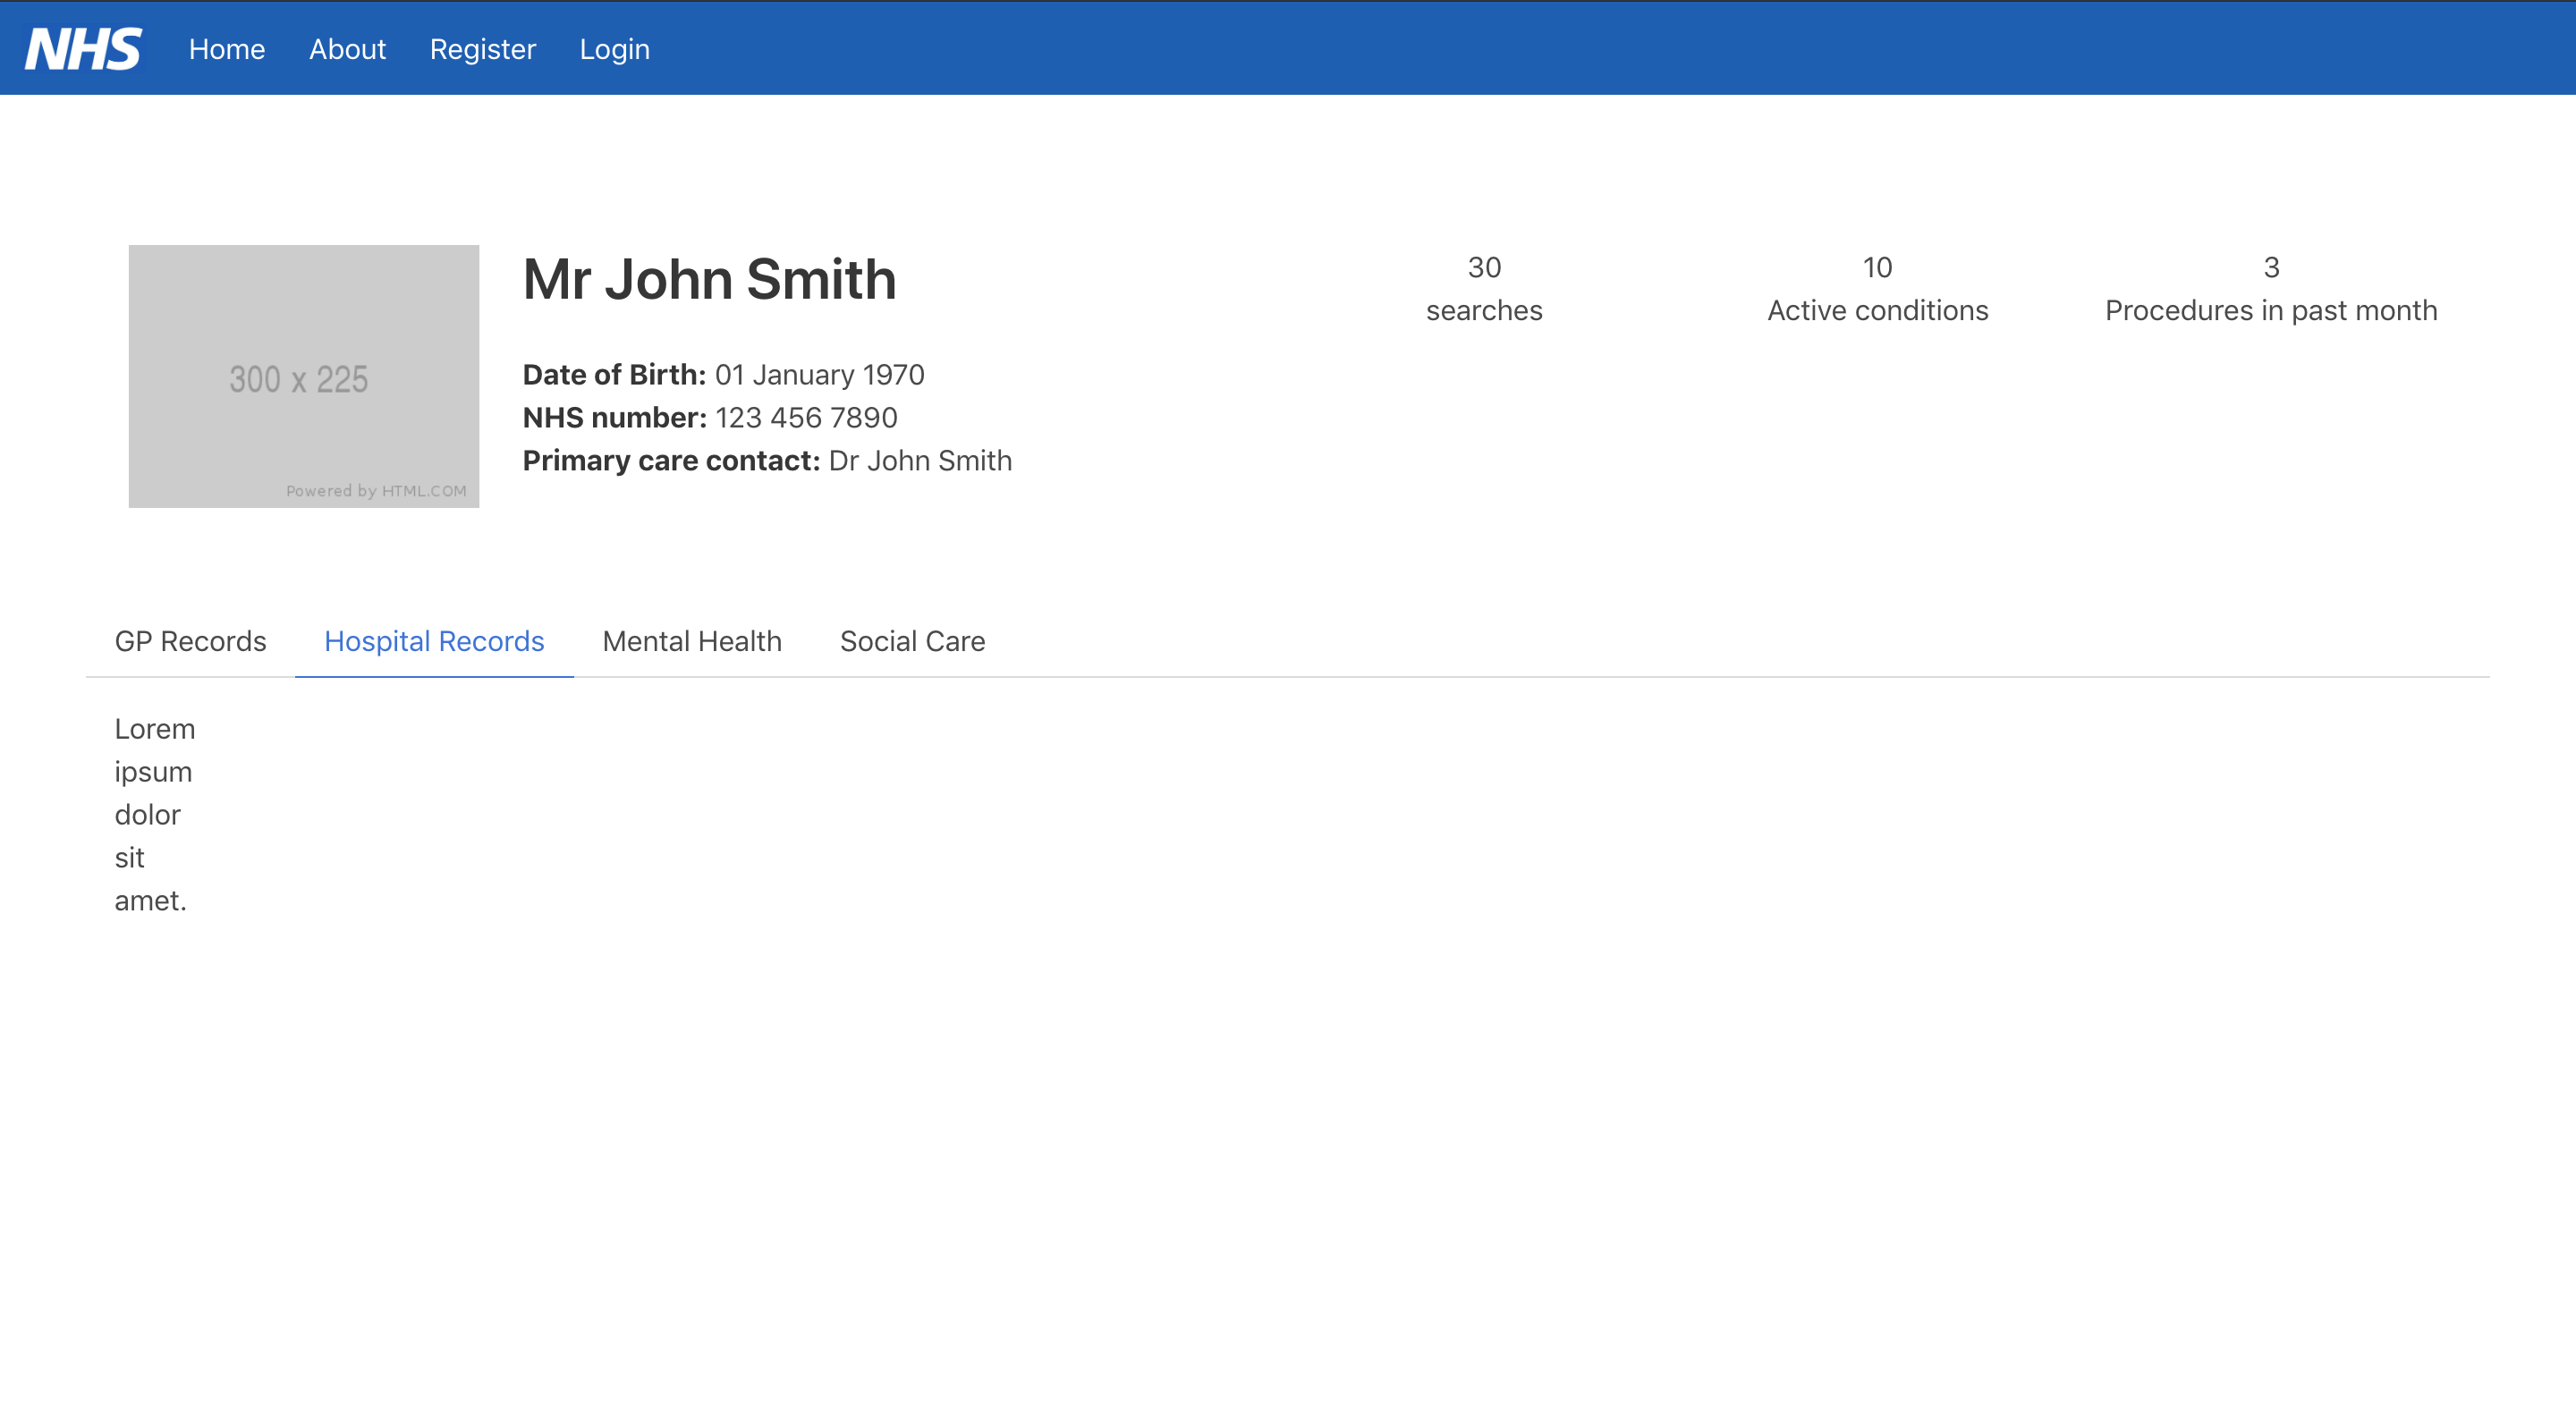 NHS Home About Register Login
300 x 225
Powered by HTML.COM
Mr John Smith
Date of Birth: 01 January 1970
NHS number: 123 456 7890
Primary care contact: Dr John Smith
30
searches
10
Active conditions
3
Procedures in past month
GP Records Hospital Records Mental Health Social Care
Lorem
ipsum
dolor
sit
amet.